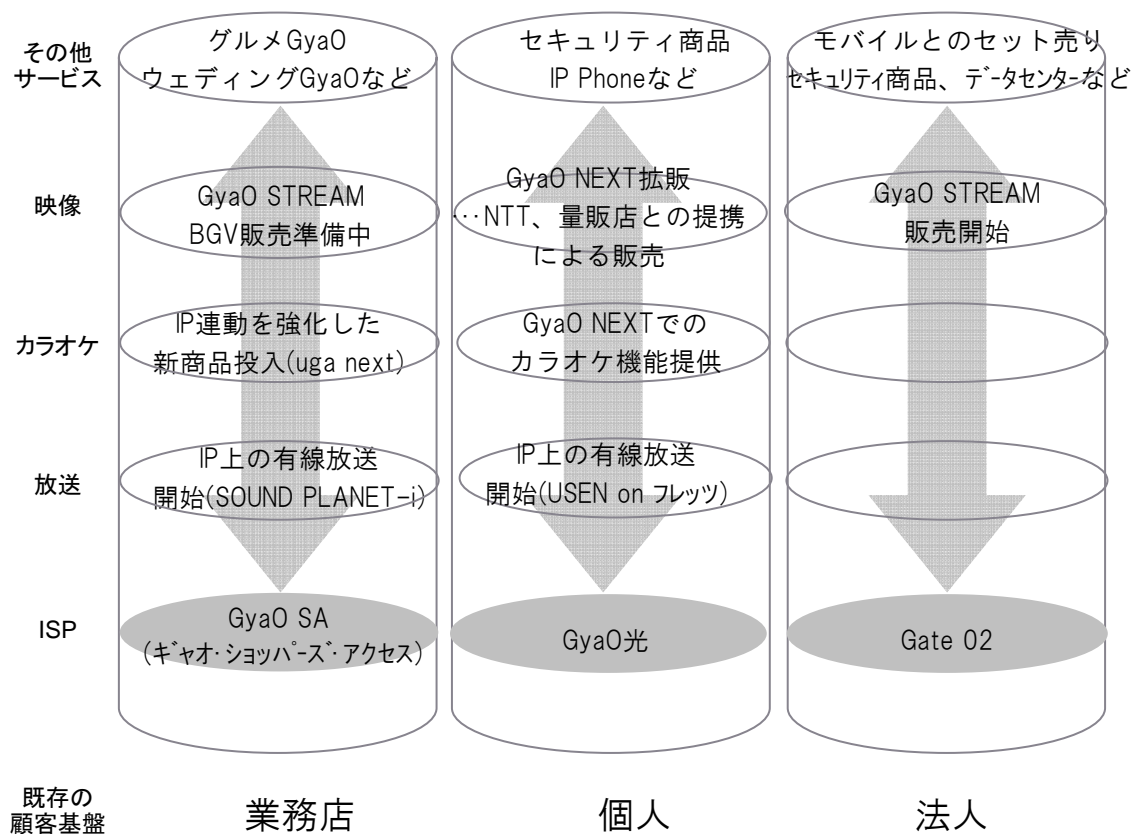 その他
サービス
グルメGyaO
ウェディングGyaOなど
セキュリティ商品
IP Phoneなど
モバイルとのセット売り
セキュリティ商品、データセンターなど
映像
GyaO STREAM
BGV販売準備中
GyaO NEXT拡販
…NTT、量販店との提携
による販売
GyaO STREAM
販売開始
カラオケ
IP連動を強化した
新商品投入(uga next)
GyaO NEXTでの
カラオケ機能提供
放送
IP上の有線放送
開始(SOUND PLANET-i)
IP上の有線放送
開始(USEN on フレッツ)
ISP
GyaO SA
(ギャオ・ショッパーズ・アクセス)
GyaO光
Gate 02
既存の
顧客基盤
業務店
個人
法人